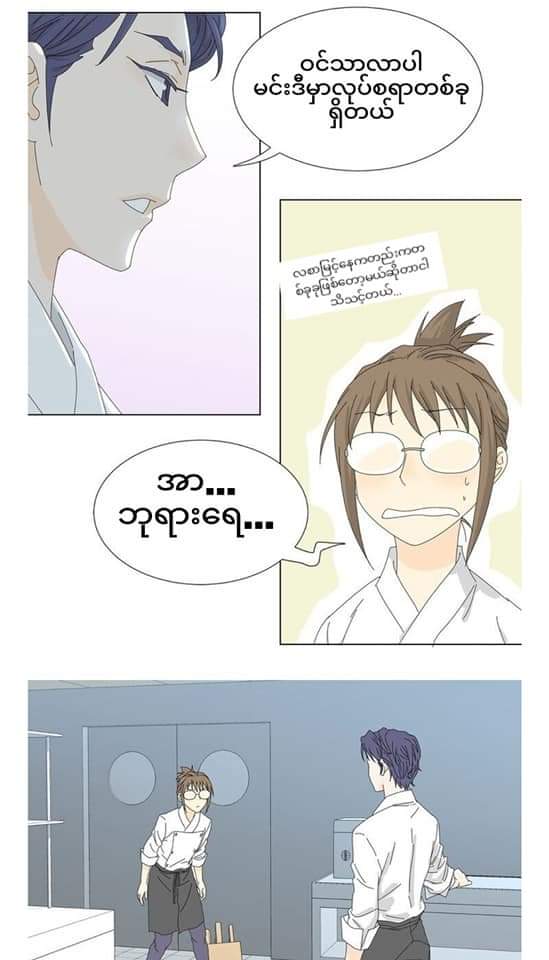 ဝင်သာလာပါ
မင်းဒီမှာလုပ်စရာတစ်ခု
ရှိတယ်
လစာမြင့်နေကတည်းကတ
စ်ခုခုဖြစ်တော့မယ်ဆိုတာငါ
သိသင့်တယ်...
အာ...
ဘုရားရေ...